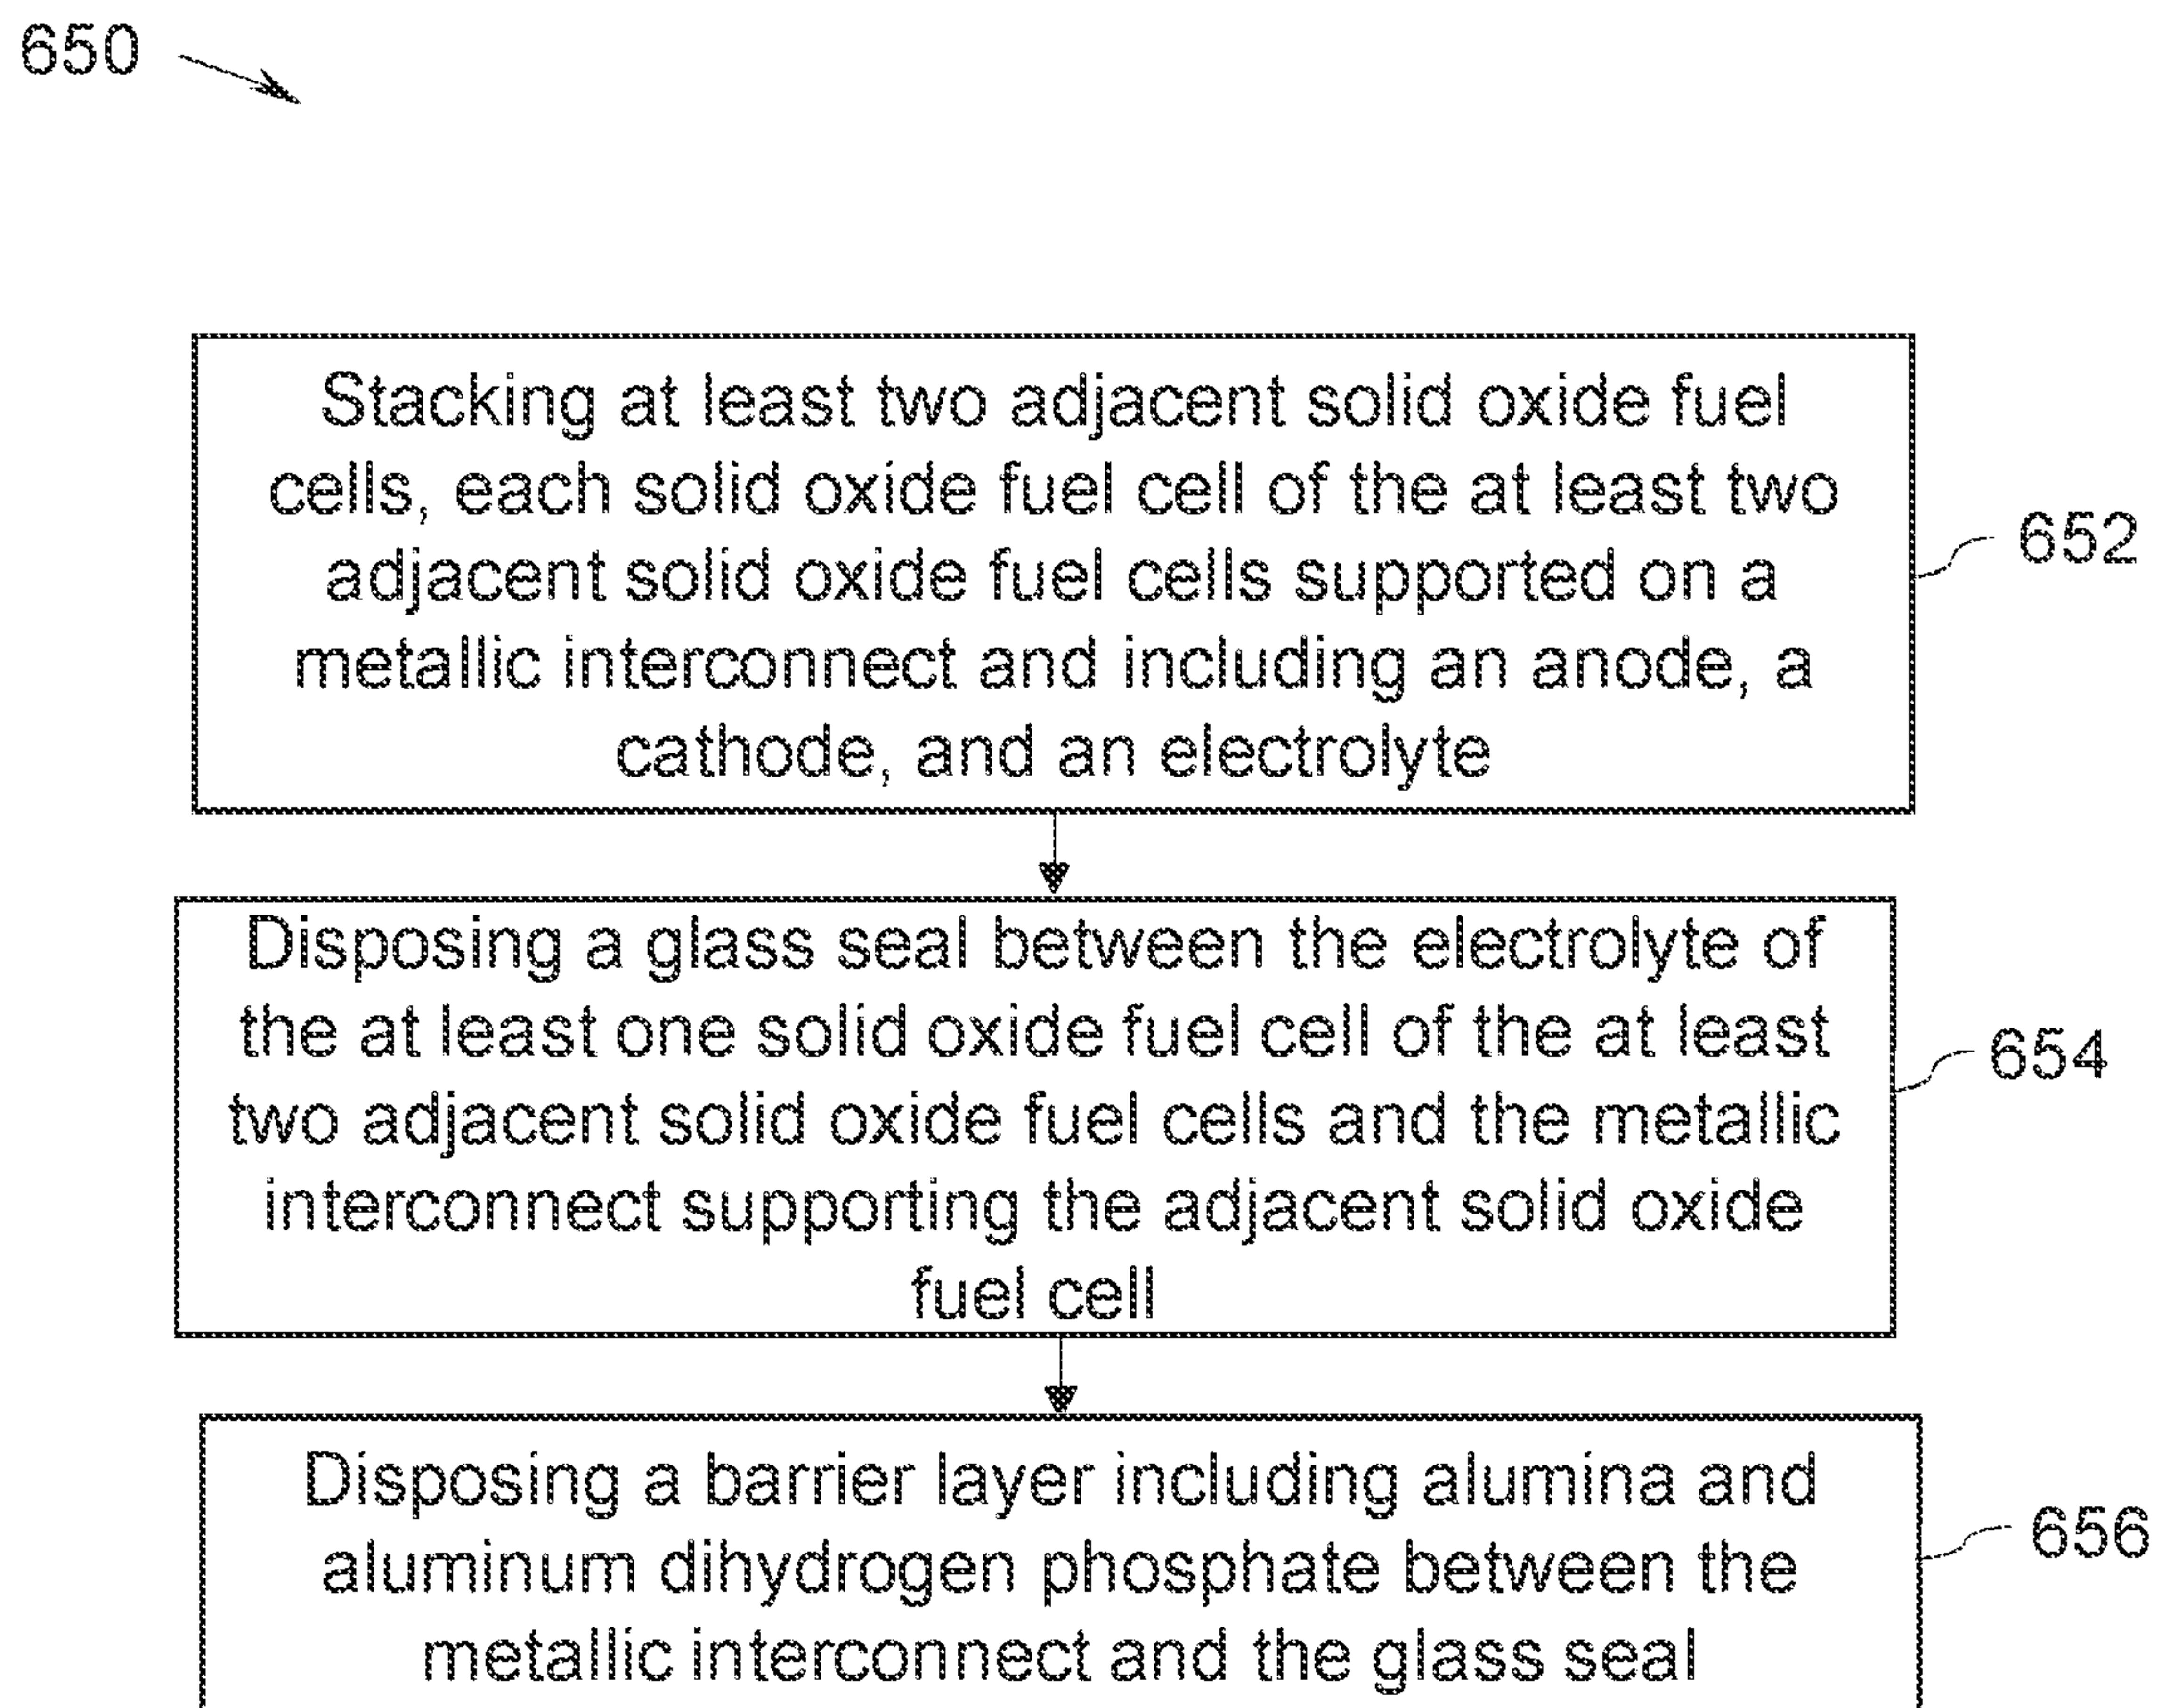 650
Stacking at least two adjacent solid oxide fuel
cells, each solid oxide fuel cell of the at least two
adjacent solid oxide fuel cells supported on a
metallic interconnect and including an anode, a
cathode, and an electrolyte
652
Disposing a glass seal between the electrolyte of
the at least one solid oxide fuel cell of the at least
two adjacent solid oxide fuel cells and the metallic
interconnect supporting the adjacent solid oxide
fuel cell
654
Disposing a barrier layer including alumina and
aluminum dihydrogen phosphate between the
metallic interconnect and the glass seal
656